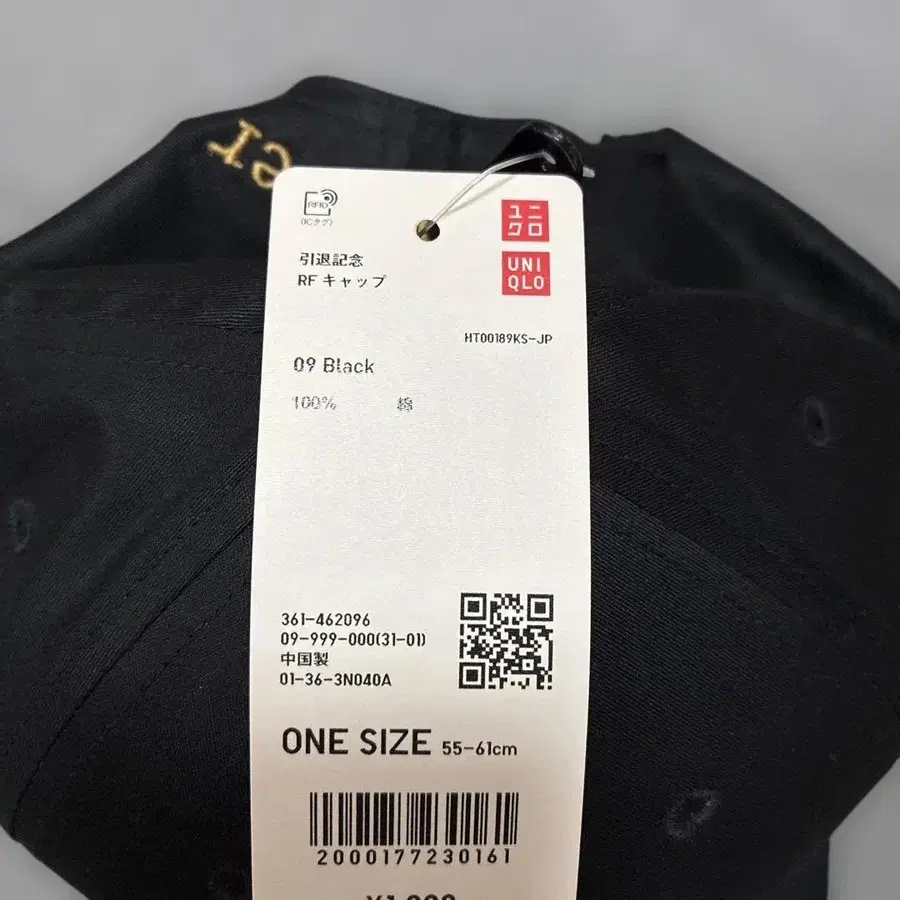 er
RFID
(ICタグ)
ユニ
クロ
UNI
QLO
引退記念
RF キャップ
HT00189KS-JP
09 Black
100% 綿
361-462096
09-999-000(31-01)
中国製
01-36-3N040A
ONE SIZE 55-61cm
2000177230161